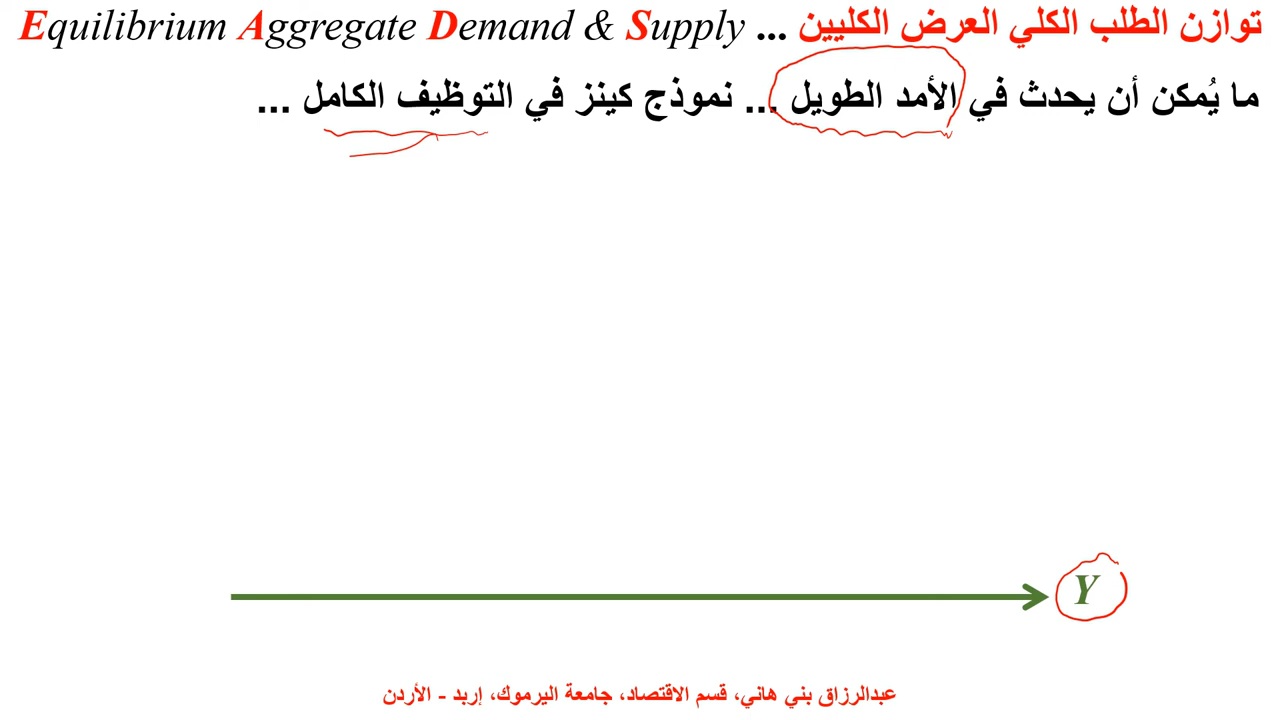 توازن الطلب الكلي العرض الكليين ... Equilibrium Aggregate Demand & Supply
ما يُمكن أن يحدث في الأمد الطويل ... نموذج كينز في التوظيف الكامل ...
Y
عبدالرزاق بني هاني، قسم الاقتصاد، جامعة اليرموك، إربد - الأردن